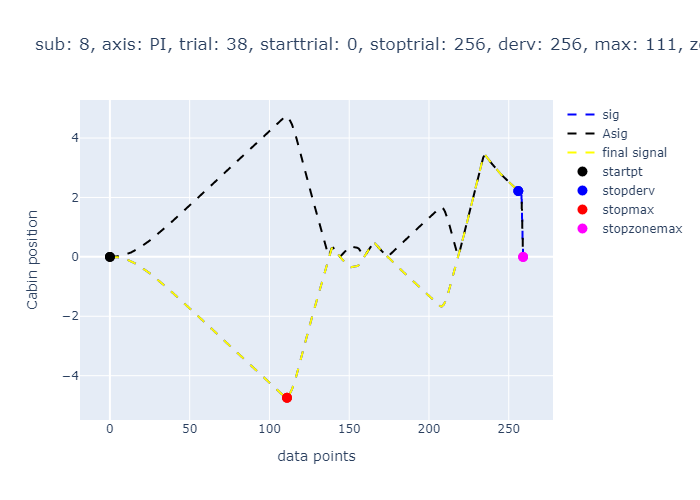 sub: 8, axis: PI, trial: 38, starttrial: 0, stoptrial: 256, derv: 256, max: 111,
sig
Asig
final signal
startpt
stopderv
stopmax
stopzonemax
Cabin position
4
2
0
−2
−4
0
50
100
150
200
250
data points